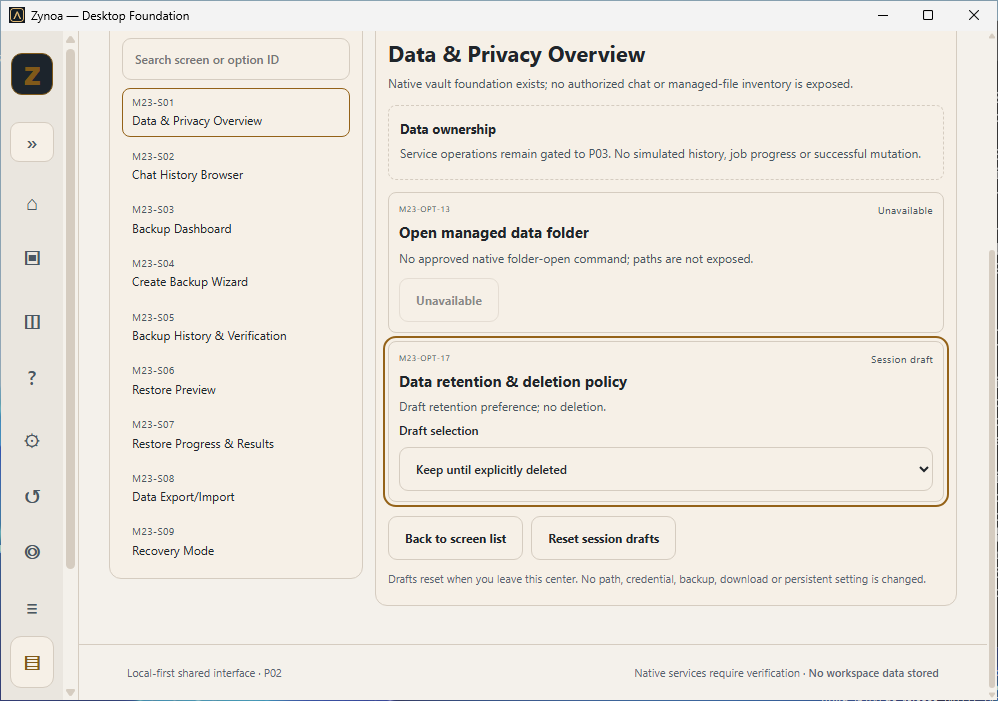 Zynoa — Desktop Foundation
Z
»
?
Search screen or option ID
M23-S01
Data & Privacy Overview
M23-S02
Chat History Browser
M23-S03
Backup Dashboard
M23-S04
Create Backup Wizard
M23-S05
Backup History & Verification
M23-S06
Restore Preview
M23-S07
Restore Progress & Results
M23-S08
Data Export/Import
M23-S09
Recovery Mode
Data & Privacy Overview
Native vault foundation exists; no authorized chat or managed-file inventory is exposed.
Data ownership
Service operations remain gated to P03. No simulated history, job progress or successful mutation.
M23-OPT-13
Unavailable
Open managed data folder
No approved native folder-open command; paths are not exposed.
Unavailable
M23-OPT-17
Session draft
Data retention & deletion policy
Draft retention preference; no deletion.
Draft selection
Keep until explicitly deleted
Back to screen list
Reset session drafts
Drafts reset when you leave this center. No path, credential, backup, download or persistent setting is changed.
Local-first shared interface · P02
Native services require verification · No workspace data stored